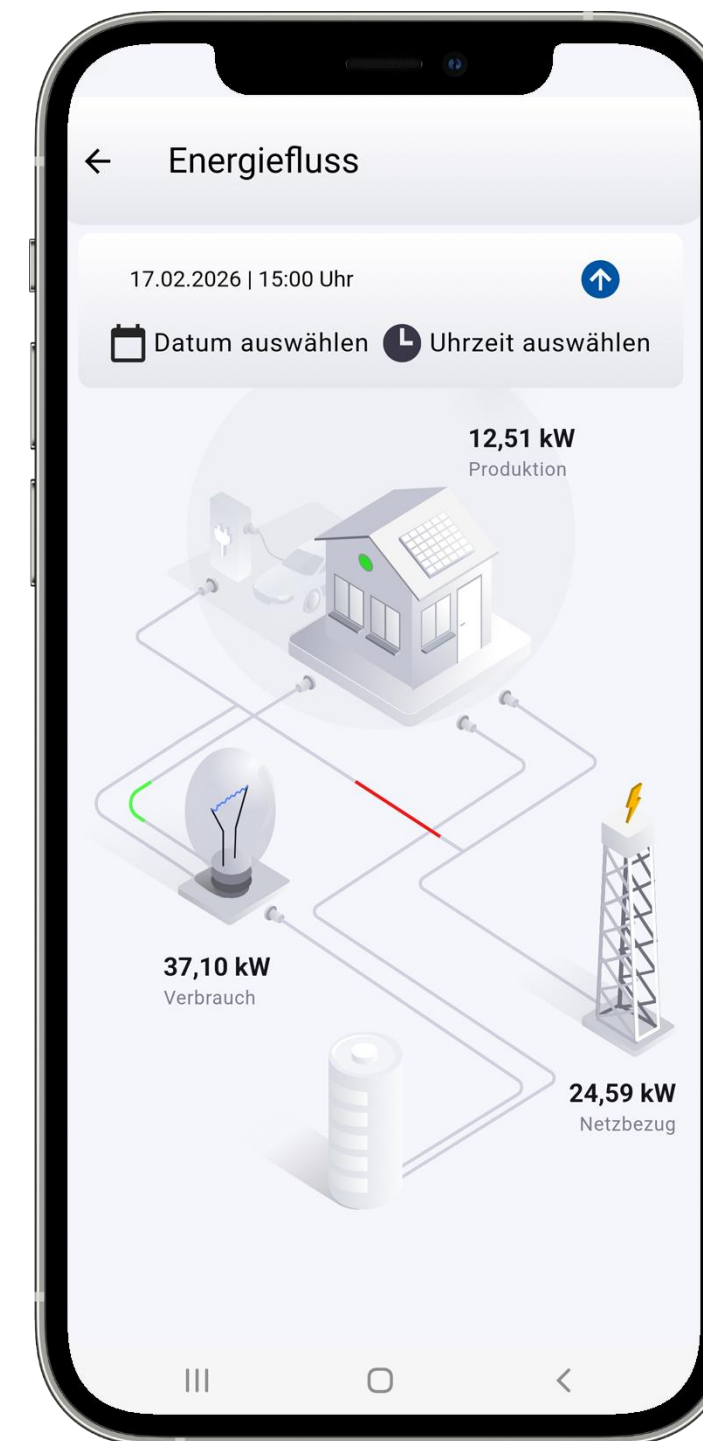 Energiefluss
17.02.2026 | 15:00 Uhr
Datum auswählen Uhrzeit auswählen
12,51 kW
Produktion
37,10 kW
Verbrauch
24,59 kW
Netzbezug